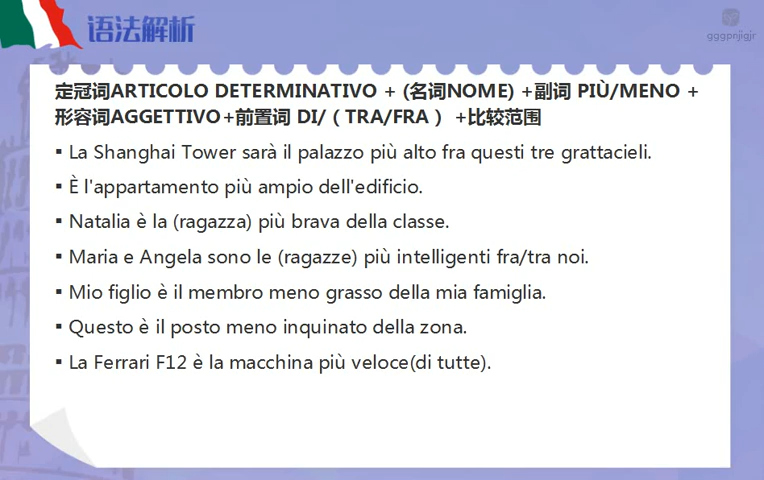 语法解析
gggpnjigjr
定冠词ARTICOLO DETERMINATIVO + (名词NOME) +副词 PIÙ/MENO +
形容词AGGETTIVO+前置词 DI/（TRA/FRA） +比较范围
▪ La Shanghai Tower sarà il palazzo più alto fra questi tre grattacieli.
▪ È l'appartamento più ampio dell'edificio.
▪ Natalia è la (ragazza) più brava della classe.
▪ Maria e Angela sono le (ragazze) più intelligenti fra/tra noi.
▪ Mio figlio è il membro meno grasso della mia famiglia.
▪ Questo è il posto meno inquinato della zona.
▪ La Ferrari F12 è la macchina più veloce(di tutte).